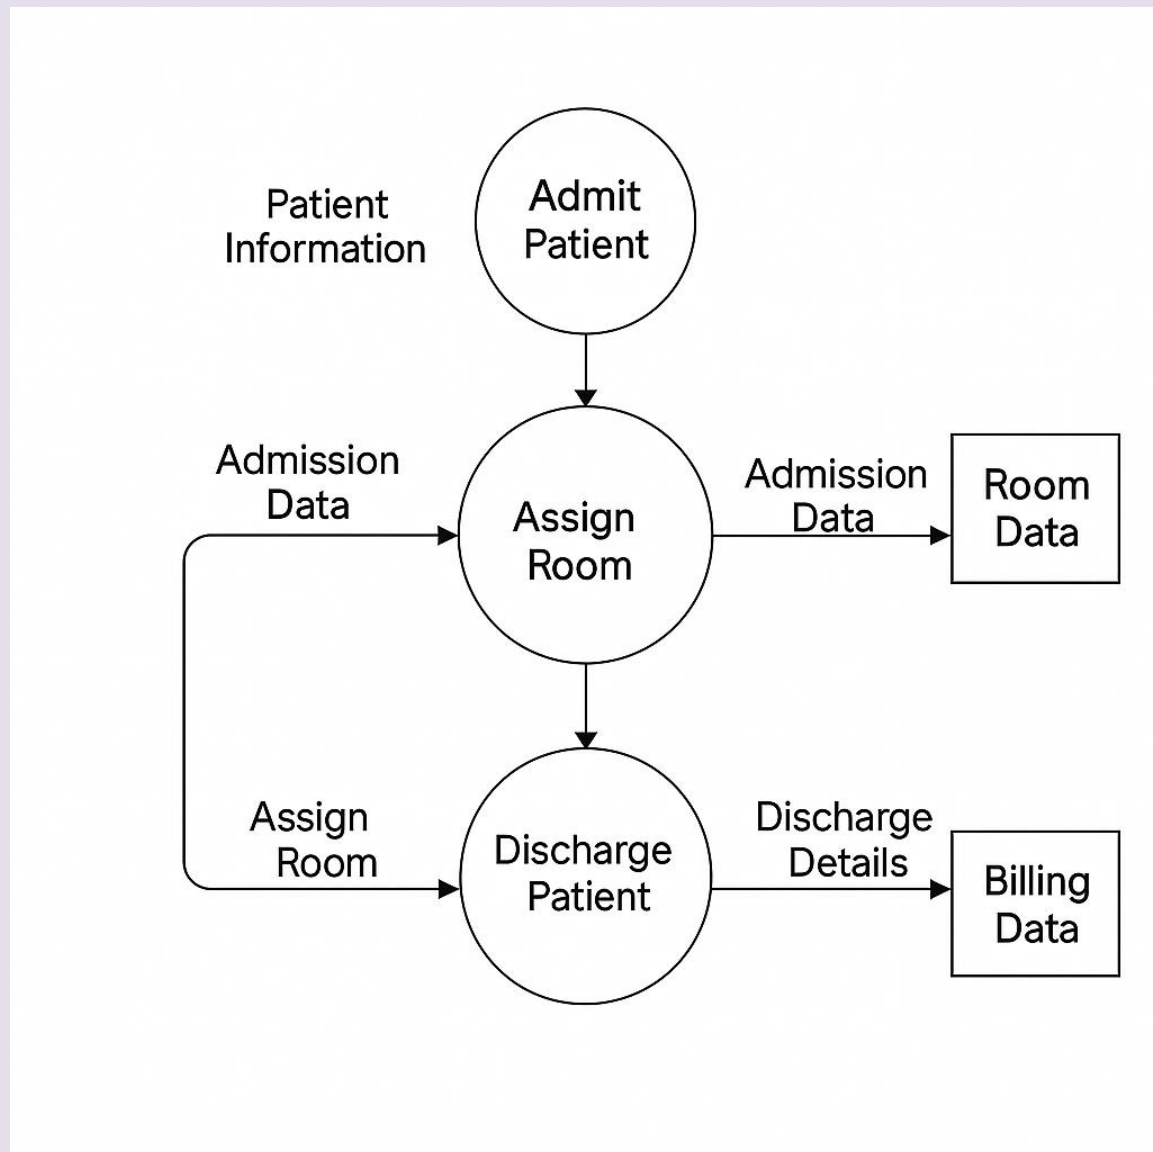 Patient
Information
Admit
Patient
Admission
Data
Assign
Room
Admission
Data
Room
Data
Assign
Room
Discharge
Patient
Discharge
Details
Billing
Data